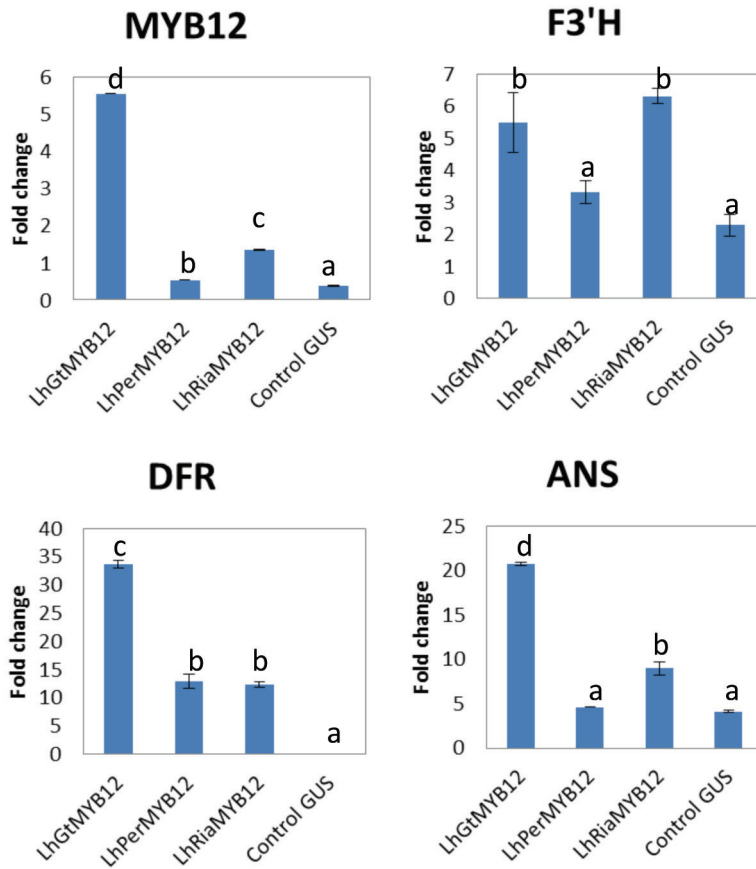 MYB12
6
5
4
3
2
1
0
Fold change
d
b
c
a
LhGtMYB12
LhPerMYB12
LhRiaMYB12
Control GUS
F3'H
7
6
5
4
3
2
1
0
Fold change
b
a
b
a
LhGtMYB12
LhPerMYB12
LhRiaMYB12
Control GUS
DFR
40
35
30
25
20
15
10
5
0
Fold change
c
b
b
a
LhGtMYB12
LhPerMYB12
LhRiaMYB12
Control GUS
ANS
25
20
15
10
5
0
Fold change
d
a
b
a
LhGtMYB12
LhPerMYB12
LhRiaMYB12
Control GUS